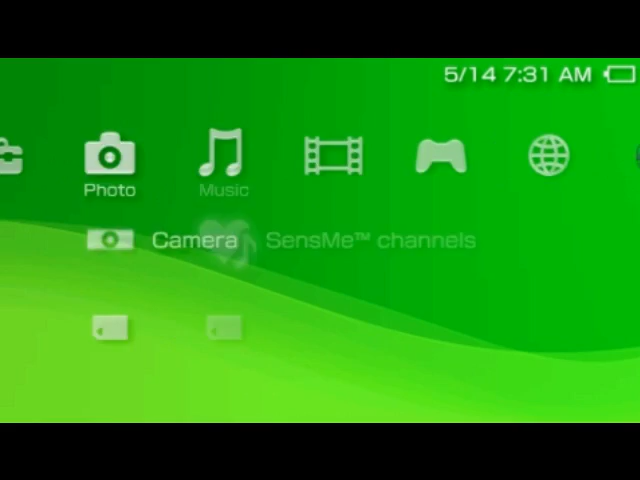 5/14 7:31 AM
Photo
Music
Camera
SensMe™ channels